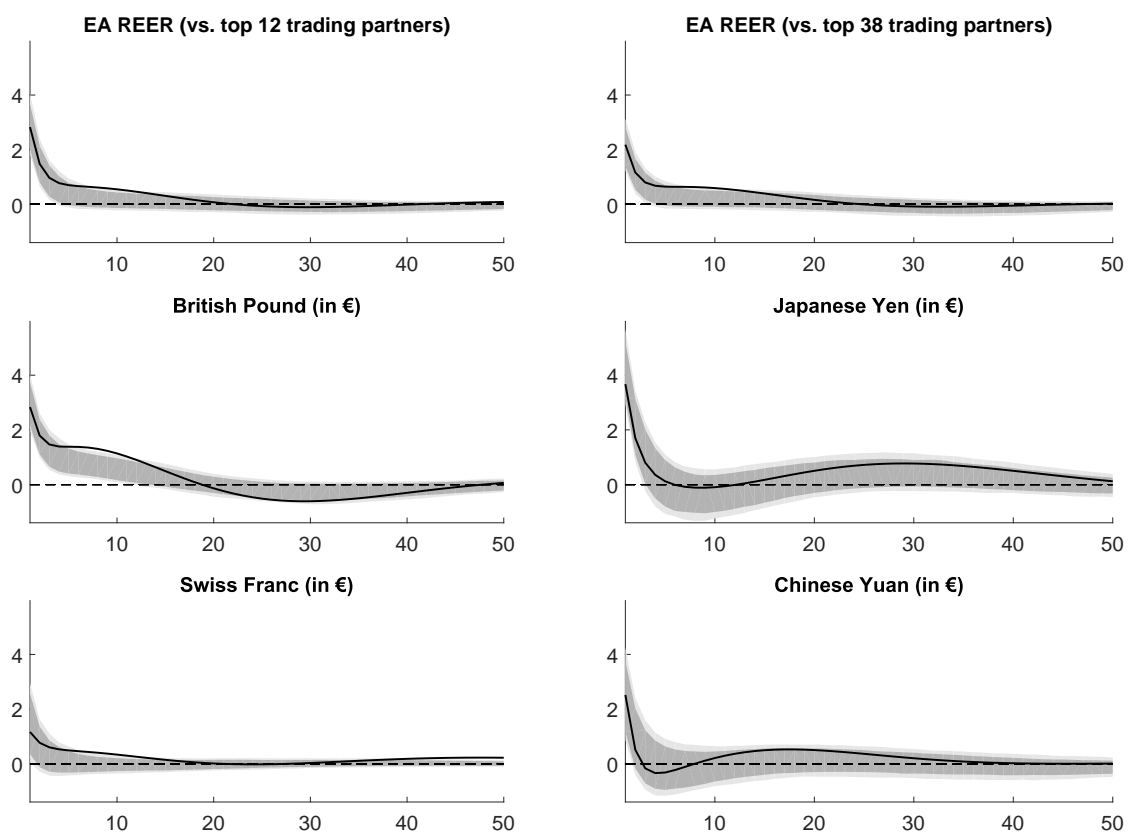 EA REER (vs. top 12 trading partners)
4
2
0
10 20 30 40 50
EA REER (vs. top 38 trading partners)
4
2
0
10 20 30 40 50
British Pound (in €)
4
2
0
10 20 30 40 50
Japanese Yen (in €)
4
2
0
10 20 30 40 50
Swiss Franc (in €)
4
2
0
10 20 30 40 50
Chinese Yuan (in €)
4
2
0
10 20 30 40 50